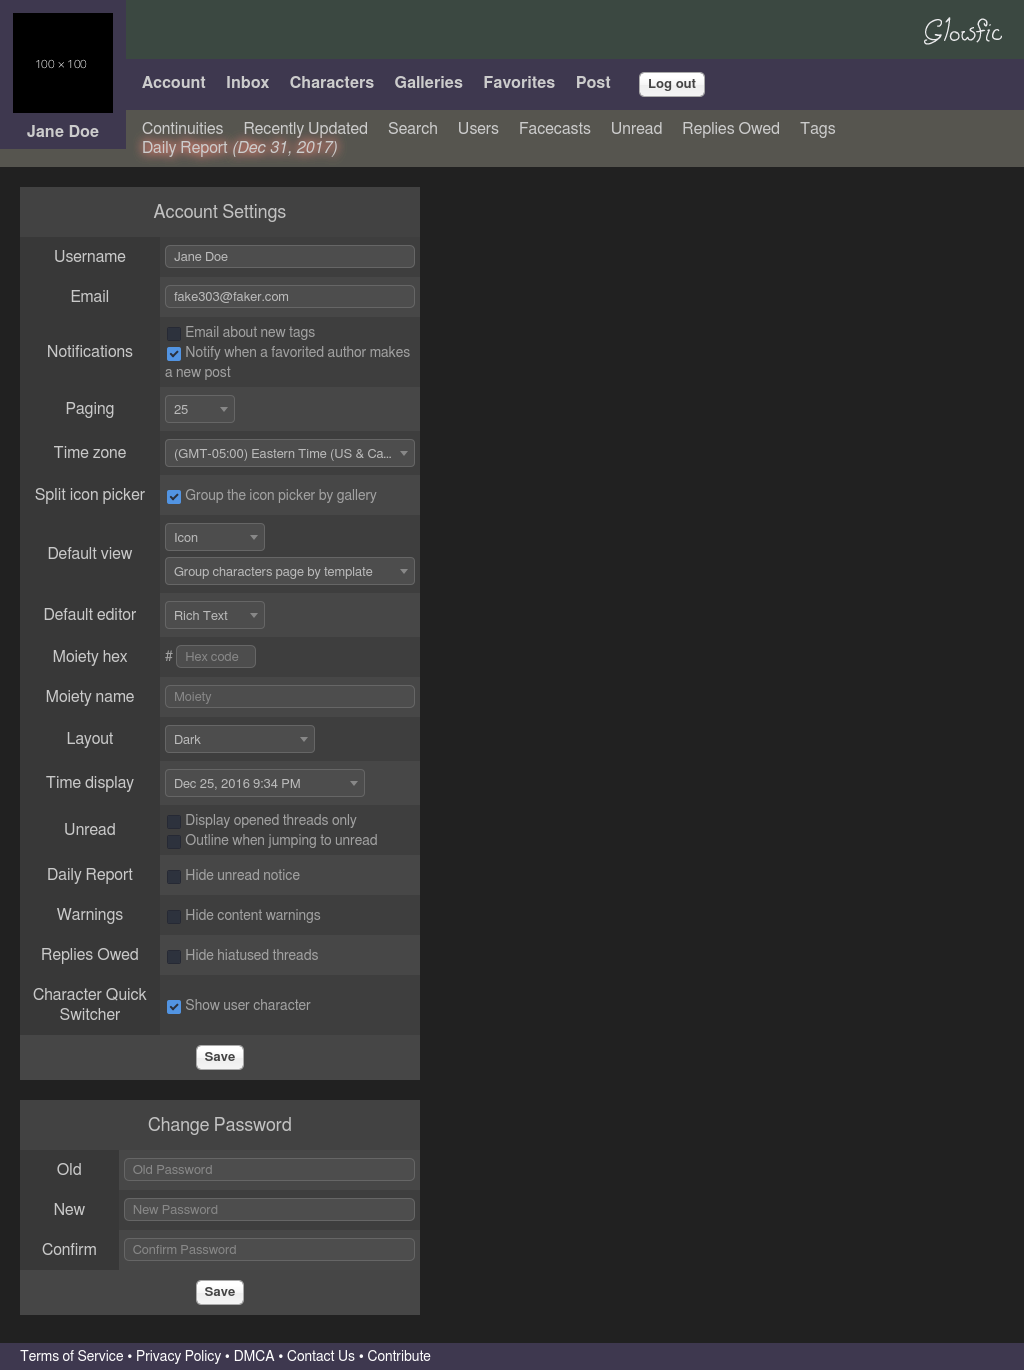 100 × 100
Jane Doe
Glowfic
Account Inbox Characters Galleries Favorites Post Log out
Continuities Recently Updated Search Users Facecasts Unread Replies Owed Tags
Daily Report (Dec 31, 2017)
Account Settings
Username Jane Doe
Email fake303@faker.com
Notifications
Email about new tags
Notify when a favorited author makes
a new post
Paging 25
Time zone (GMT-05:00) Eastern Time (US & Ca...
Split icon picker Group the icon picker by gallery
Default view
Icon
Group characters page by template
Default editor Rich Text
Moiety hex # Hex code
Moiety name Moiety
Layout Dark
Time display Dec 25, 2016 9:34 PM
Unread
Display opened threads only
Outline when jumping to unread
Daily Report Hide unread notice
Warnings Hide content warnings
Replies Owed Hide hiatused threads
Character Quick
Switcher
Show user character
Save
Change Password
Old Old Password
New New Password
Confirm Confirm Password
Save
Terms of Service • Privacy Policy • DMCA • Contact Us • Contribute